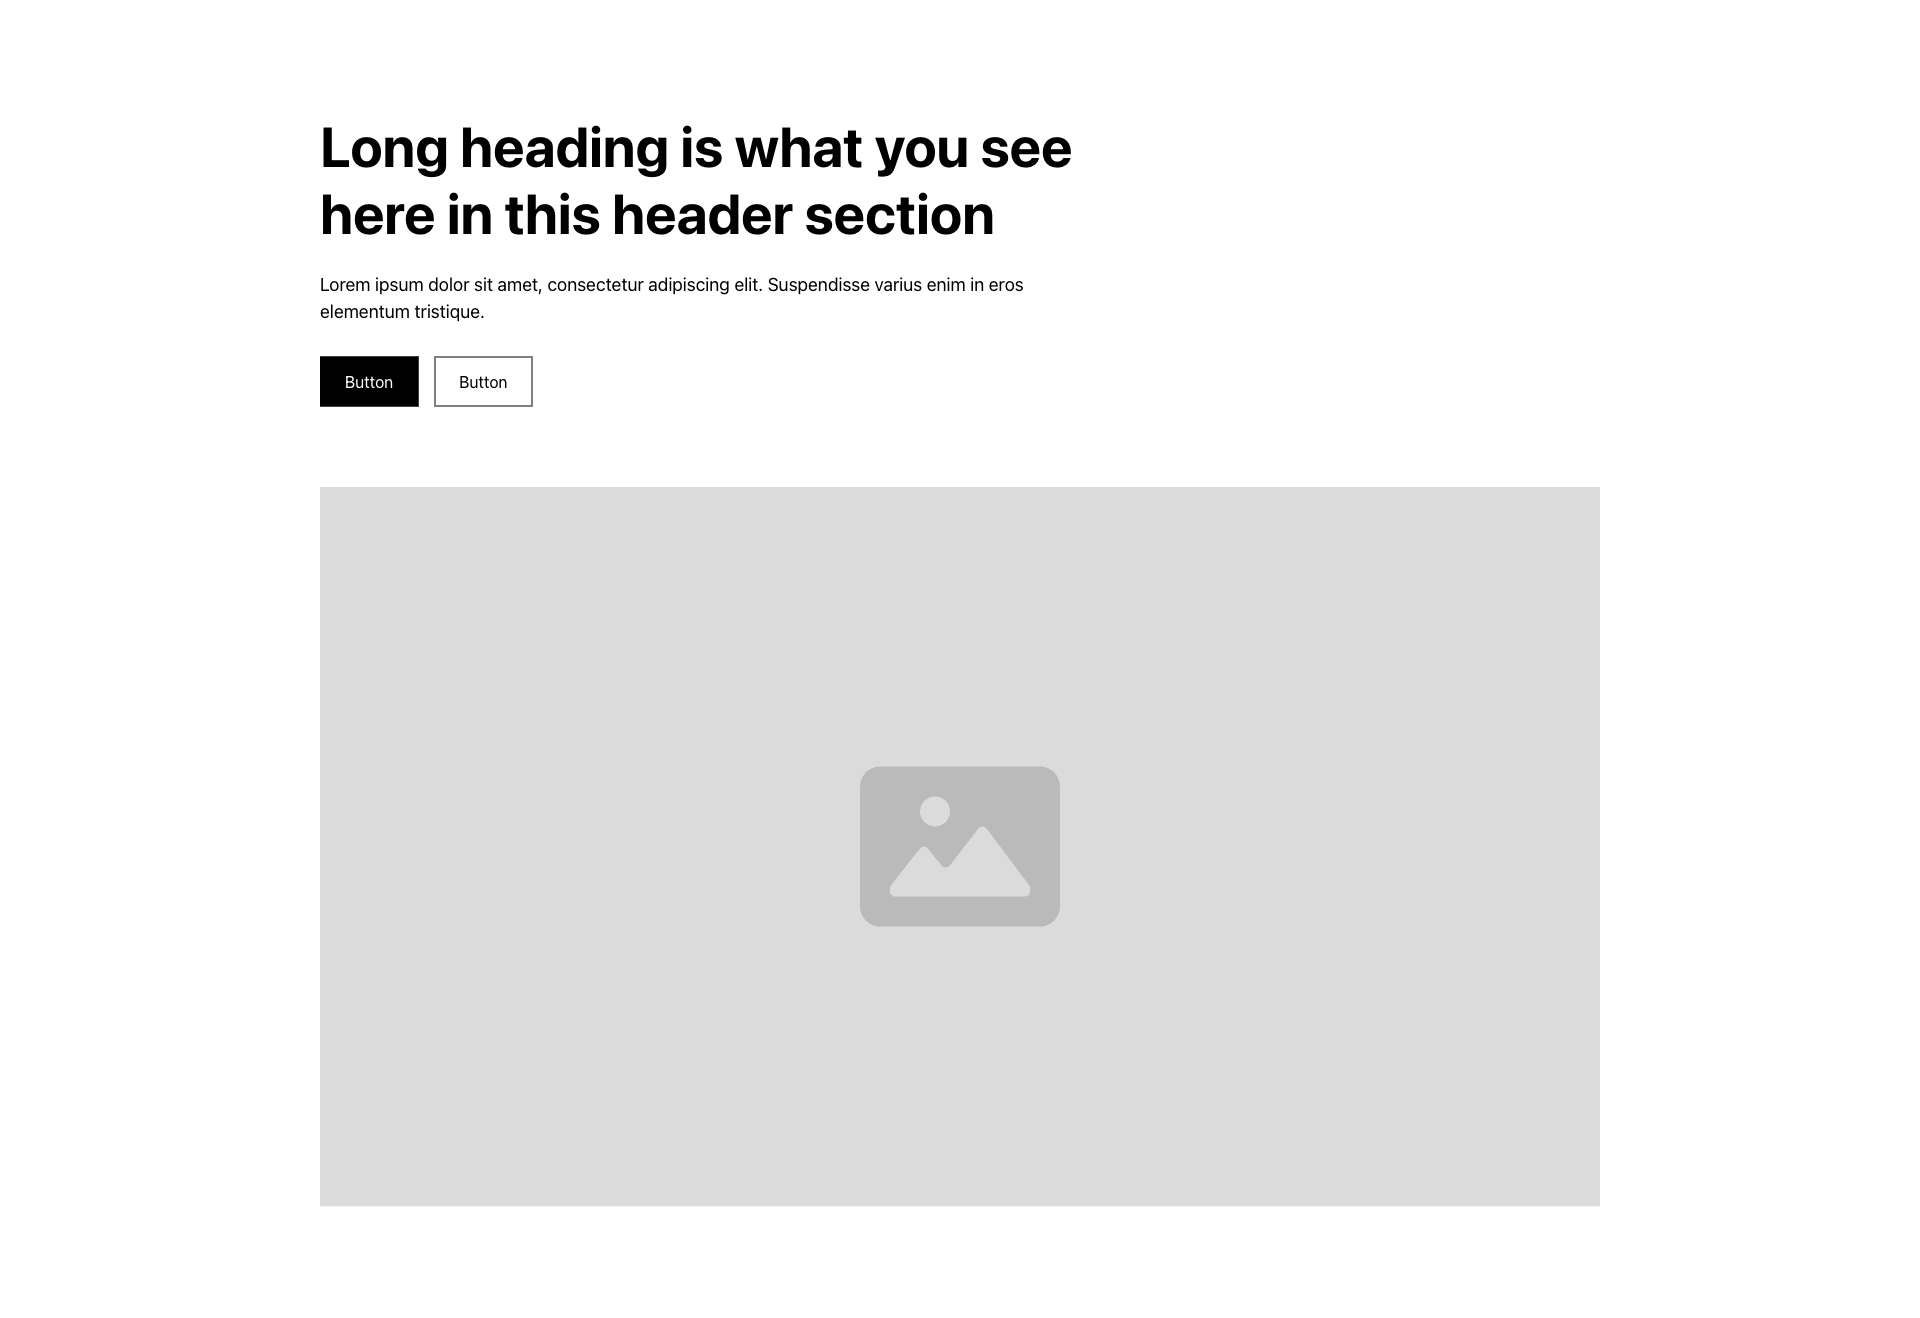 Long heading is what you see
here in this header section
Lorem ipsum dolor sit amet, consectetur adipiscing elit. Suspendisse varius enim in eros
elementum tristique.
Button
Button